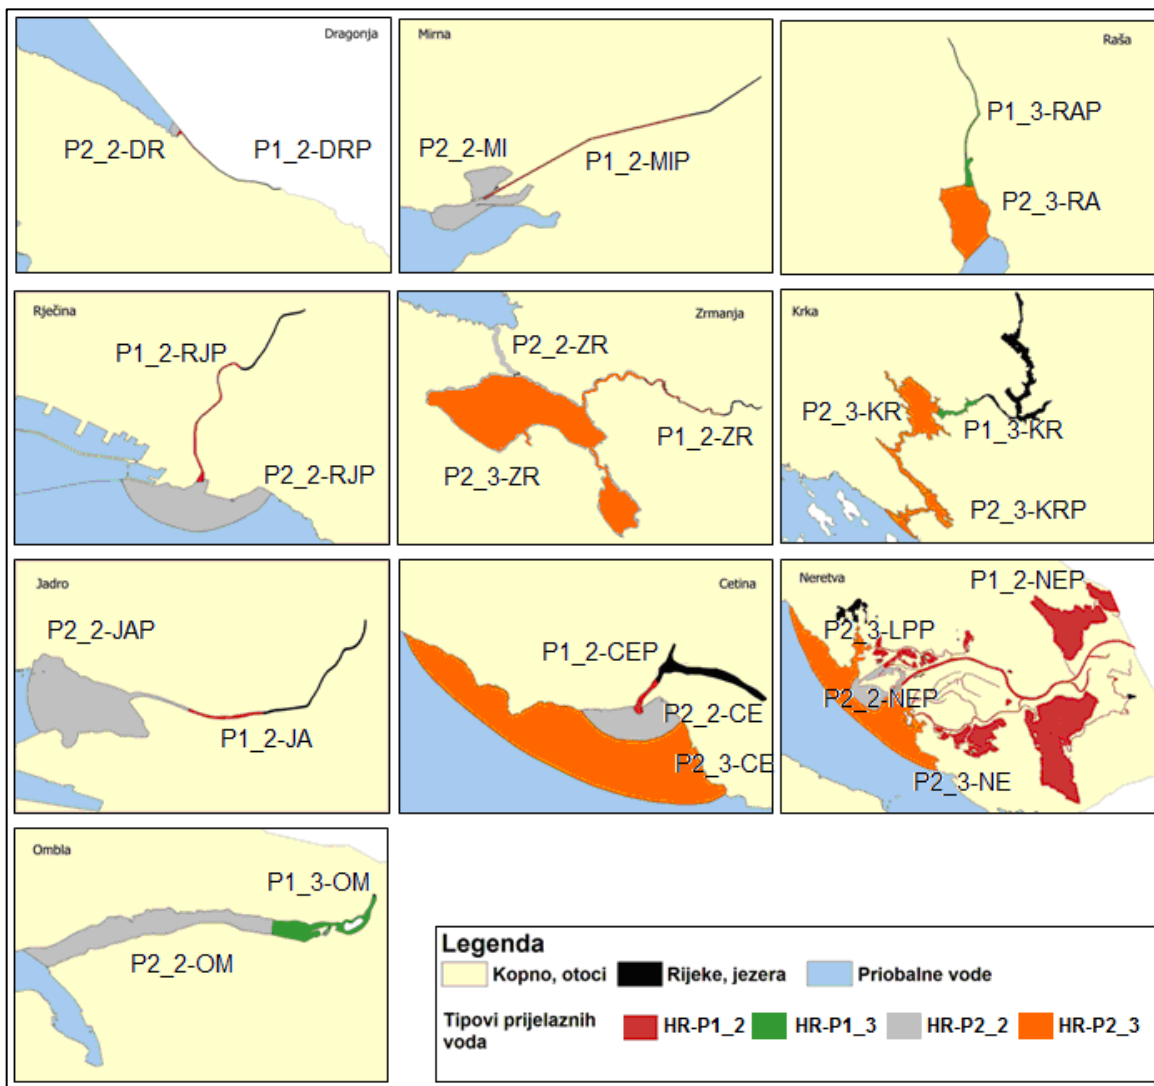 Dragonja
P2_2-DR
P1_2-DRP
Mirna
P2_2-MI
P1_2-MIP
Raša
P1_3-RAP
P2_3-RA
Rječina
P1_2-RJP
P2_2-RJP
Zrmanja
P2_2-ZR
P1_2-ZR
P2_3-ZR
Krka
P2_3-KR
P1_3-KR
P2_3-KRP
Jadro
P2_2-JAP
P1_2-JA
Cetina
P1_2-CEP
P2_2-CE
P2_3-CE
Neretva
P1_2-NEP
P2_3-LPP
P2_2-NEP
P2_3-NE
Ombla
P1_3-OM
P2_2-OM
Legenda
Kopno, otoci Rijeke, jezera Priobalne vode
Tipovi prijelaznih
voda
HR-P1_2 HR-P1_3 HR-P2_2 HR-P2_3